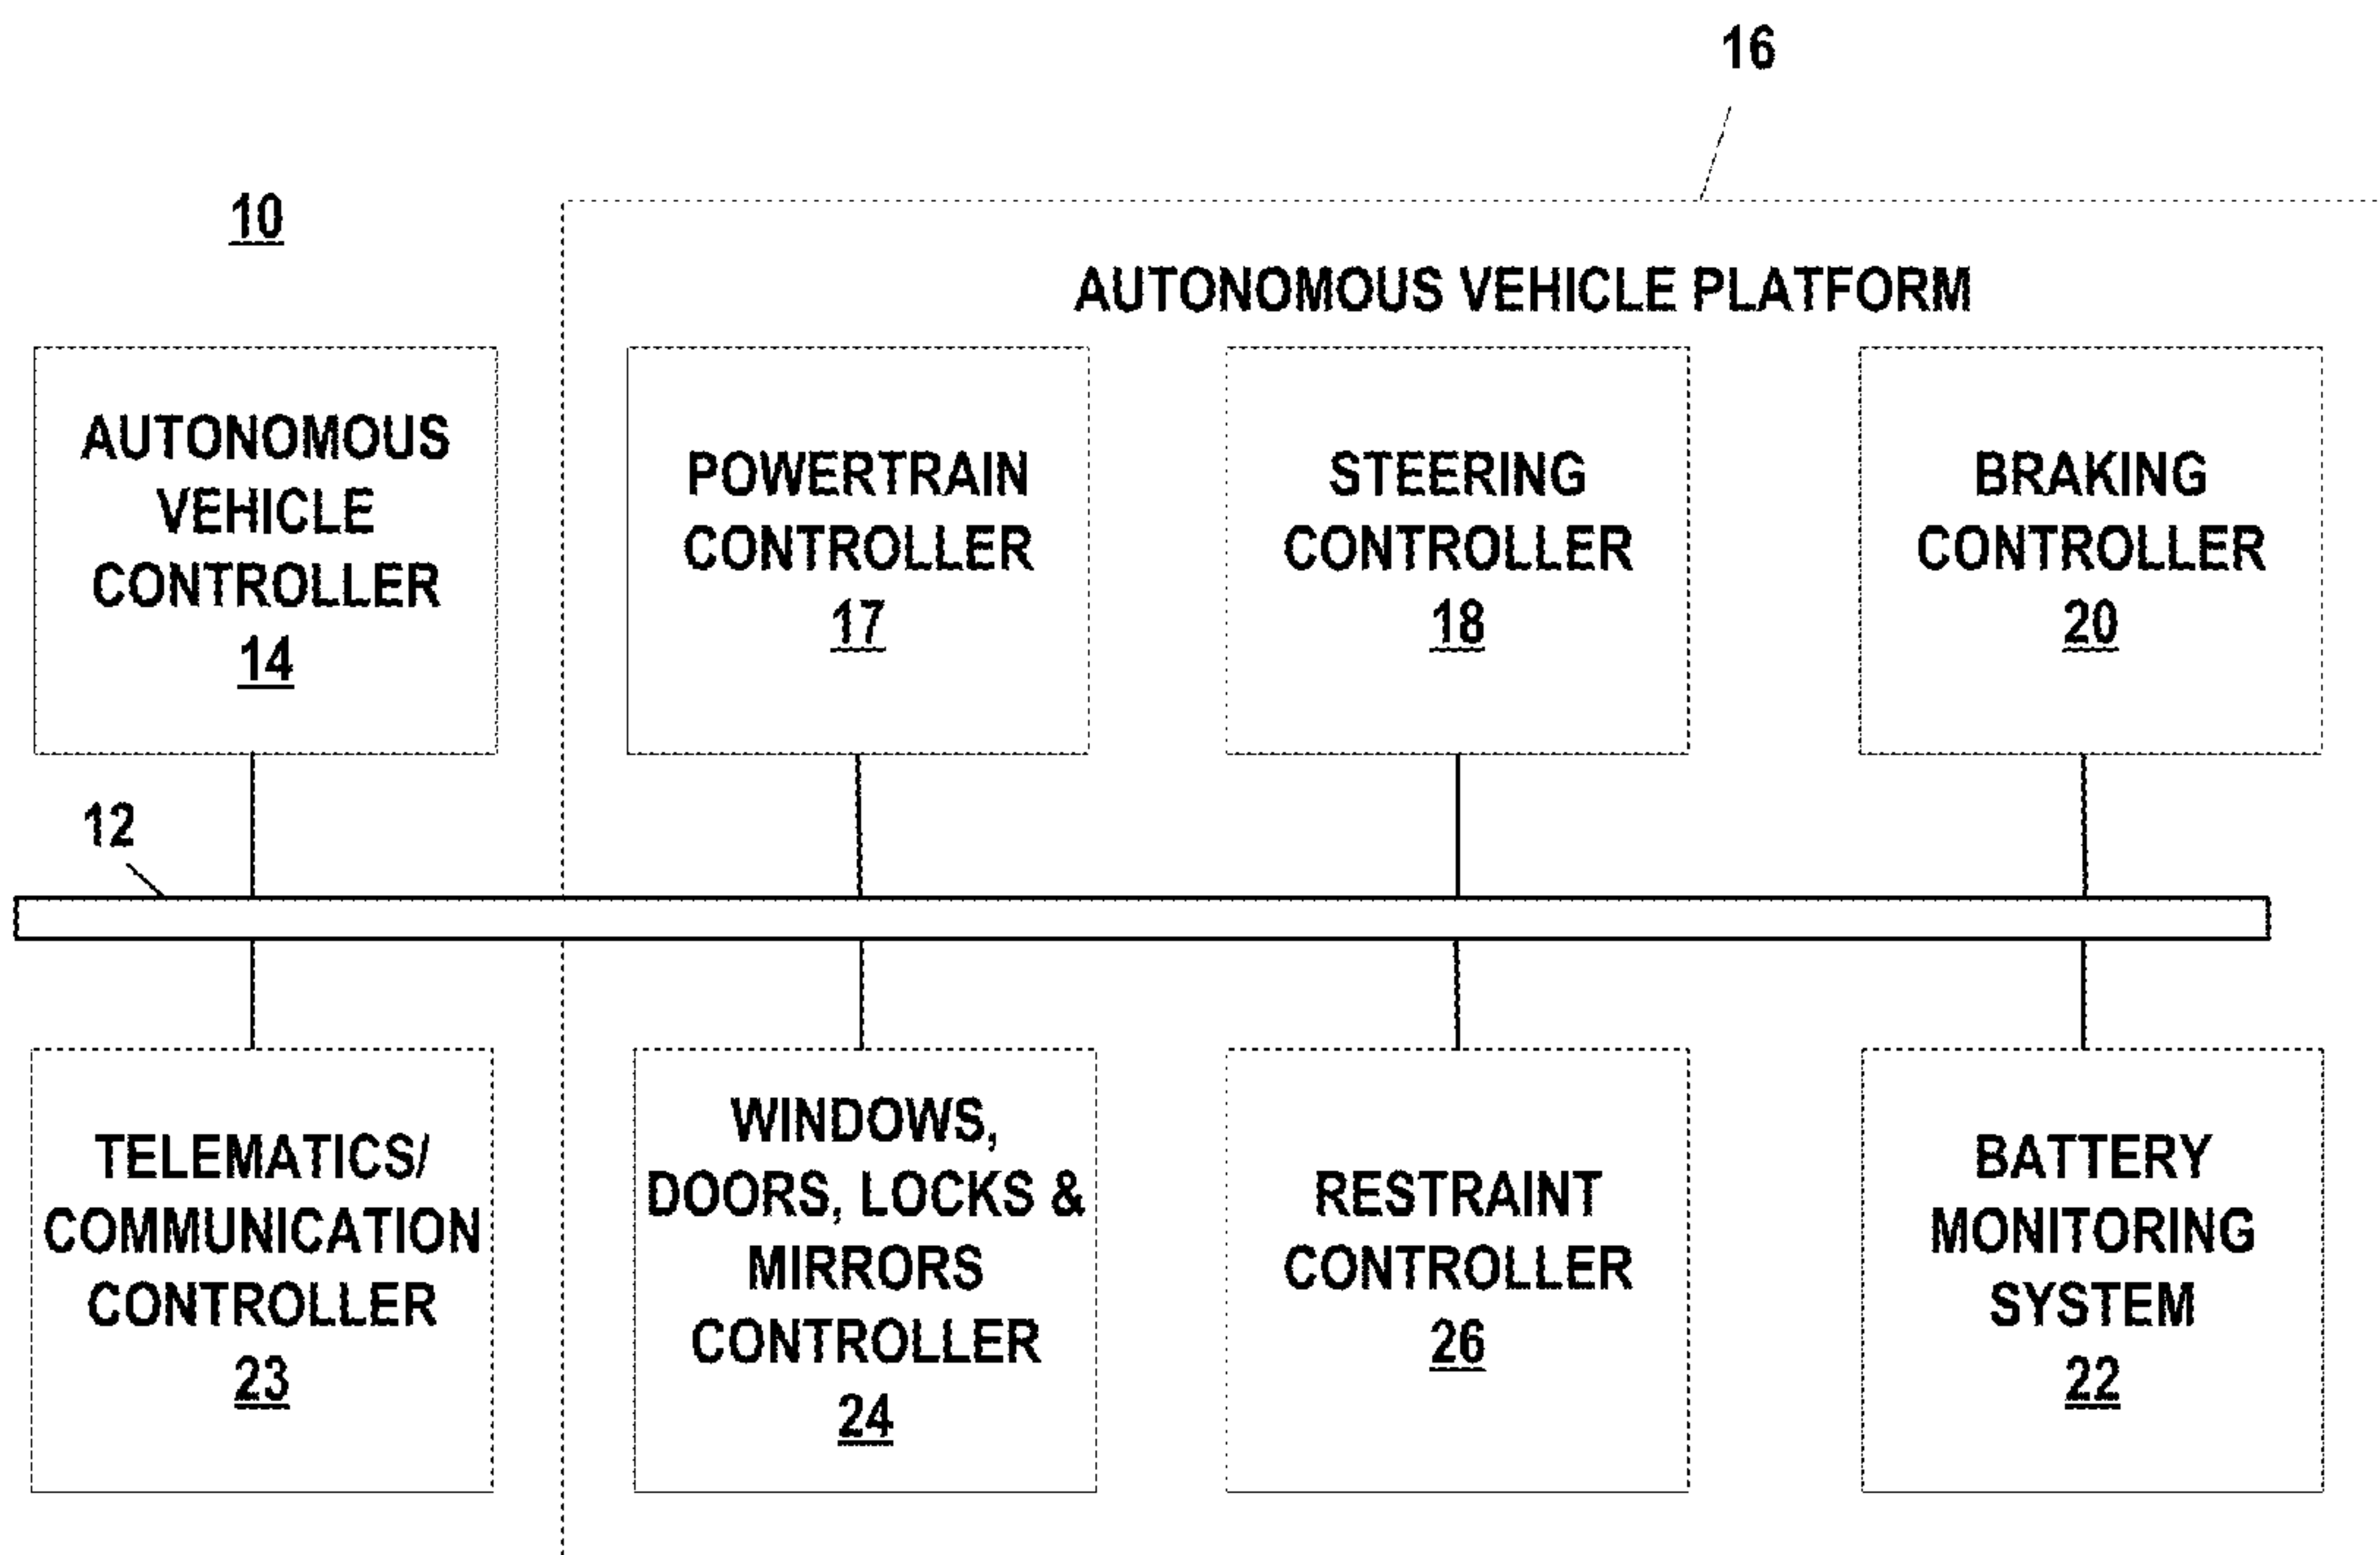 16
10
AUTONOMOUS VEHICLE PLATFORM
AUTONOMOUS
VEHICLE
CONTROLLER
14
POWERTRAIN
CONTROLLER
17
STEERING
CONTROLLER
18
BRAKING
CONTROLLER
20
12
TELEMATICS/
COMMUNICATION
CONTROLLER
23
WINDOWS,
DOORS, LOCKS &
MIRRORS
CONTROLLER
24
RESTRAINT
CONTROLLER
26
BATTERY
MONITORING
SYSTEM
22